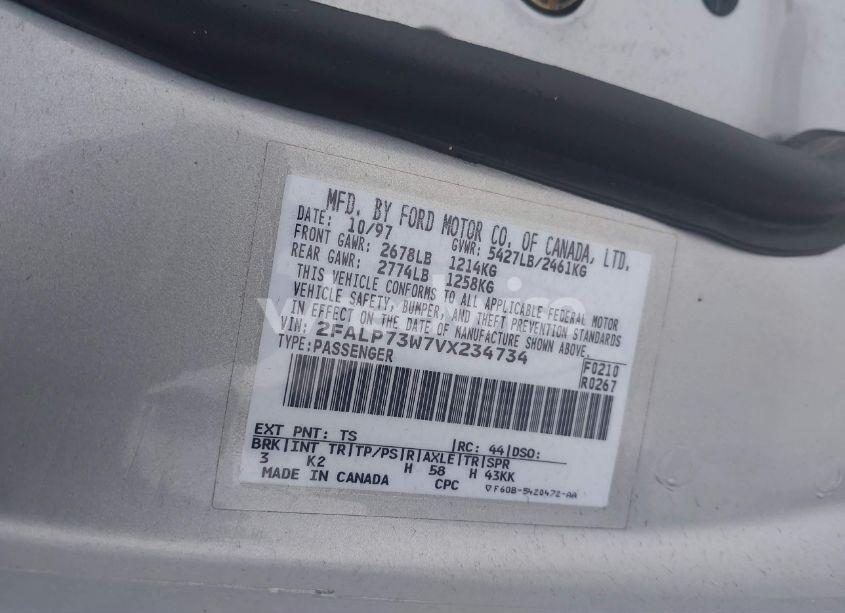 MFD. BY FORD MOTOR CO. OF CANADA, LTD.
DATE: 10/97 GVWR: 5427LB/2461KG
FRONT GAWR: 2678LB 1214KG
REAR GAWR: 2774LB 1258KG
THIS VEHICLE CONFORMS TO ALL APPLICABLE FEDERAL MOTOR
VEHICLE SAFETY, BUMPER, AND THEFT PREVENTION STANDARDS
IN EFFECT ON THE DATE OF MANUFACTURE SHOWN ABOVE.
VIN: 2FALP73W7VX234734
TYPE: PASSENGER
F0210
R0267
EXT PNT: TS RC: 44 DSO:
BRK INT TR TP/PS R AXLE TR SPR
3 K2 H 58 H 43KK
MADE IN CANADA CPC ▽F6DB-5420472-AA